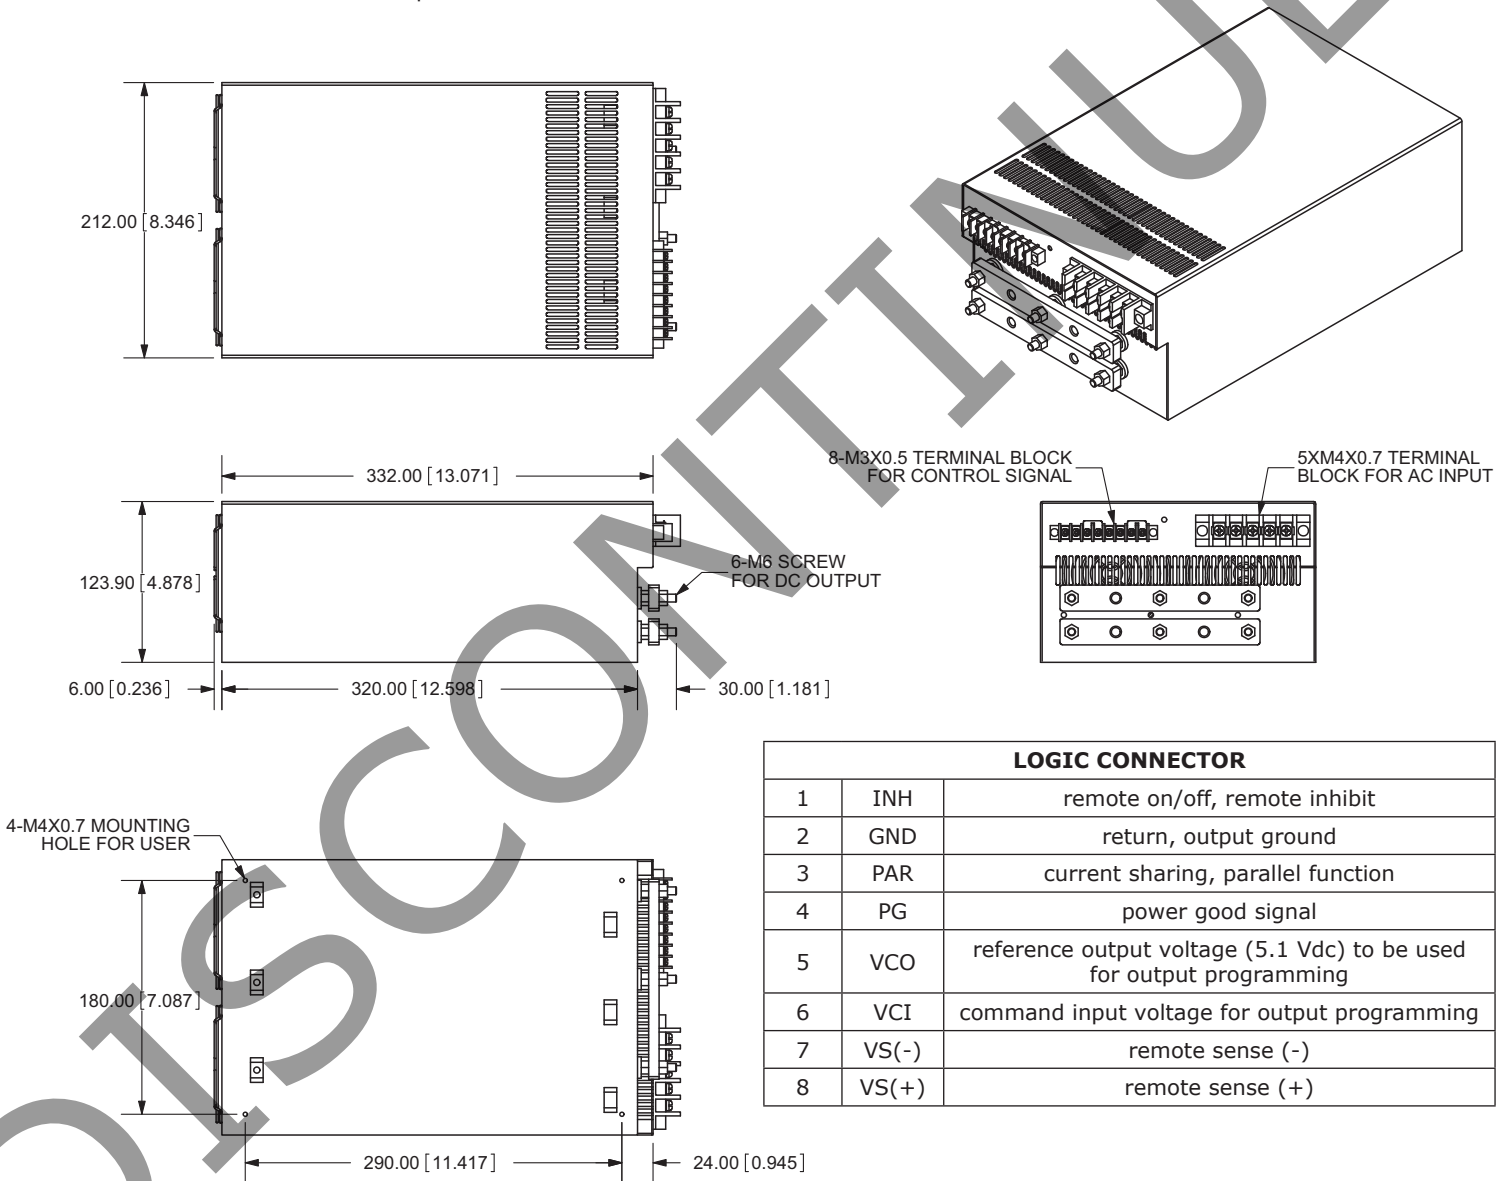 212.00 [8.346]
332.00 [13.071]
8-M3X0.5 TERMINAL BLOCK
FOR CONTROL SIGNAL
5XM4X0.7 TERMINAL
BLOCK FOR AC INPUT
123.90 [4.878]
6-M6 SCREW
FOR DC OUTPUT
6.00 [0.236]
320.00 [12.598]
30.00 [1.181]
4-M4X0.7 MOUNTING
HOLE FOR USER
180.00 [7.087]
290.00 [11.417]
24.00 [0.945]
LOGIC CONNECTOR
1 INH remote on/off, remote inhibit
2 GND return, output ground
3 PAR current sharing, parallel function
4 PG power good signal
5 VCO reference output voltage (5.1 Vdc) to be used
for output programming
6 VCI command input voltage for output programming
7 VS(-) remote sense (-)
8 VS(+) remote sense (+)
DISCONTINUE